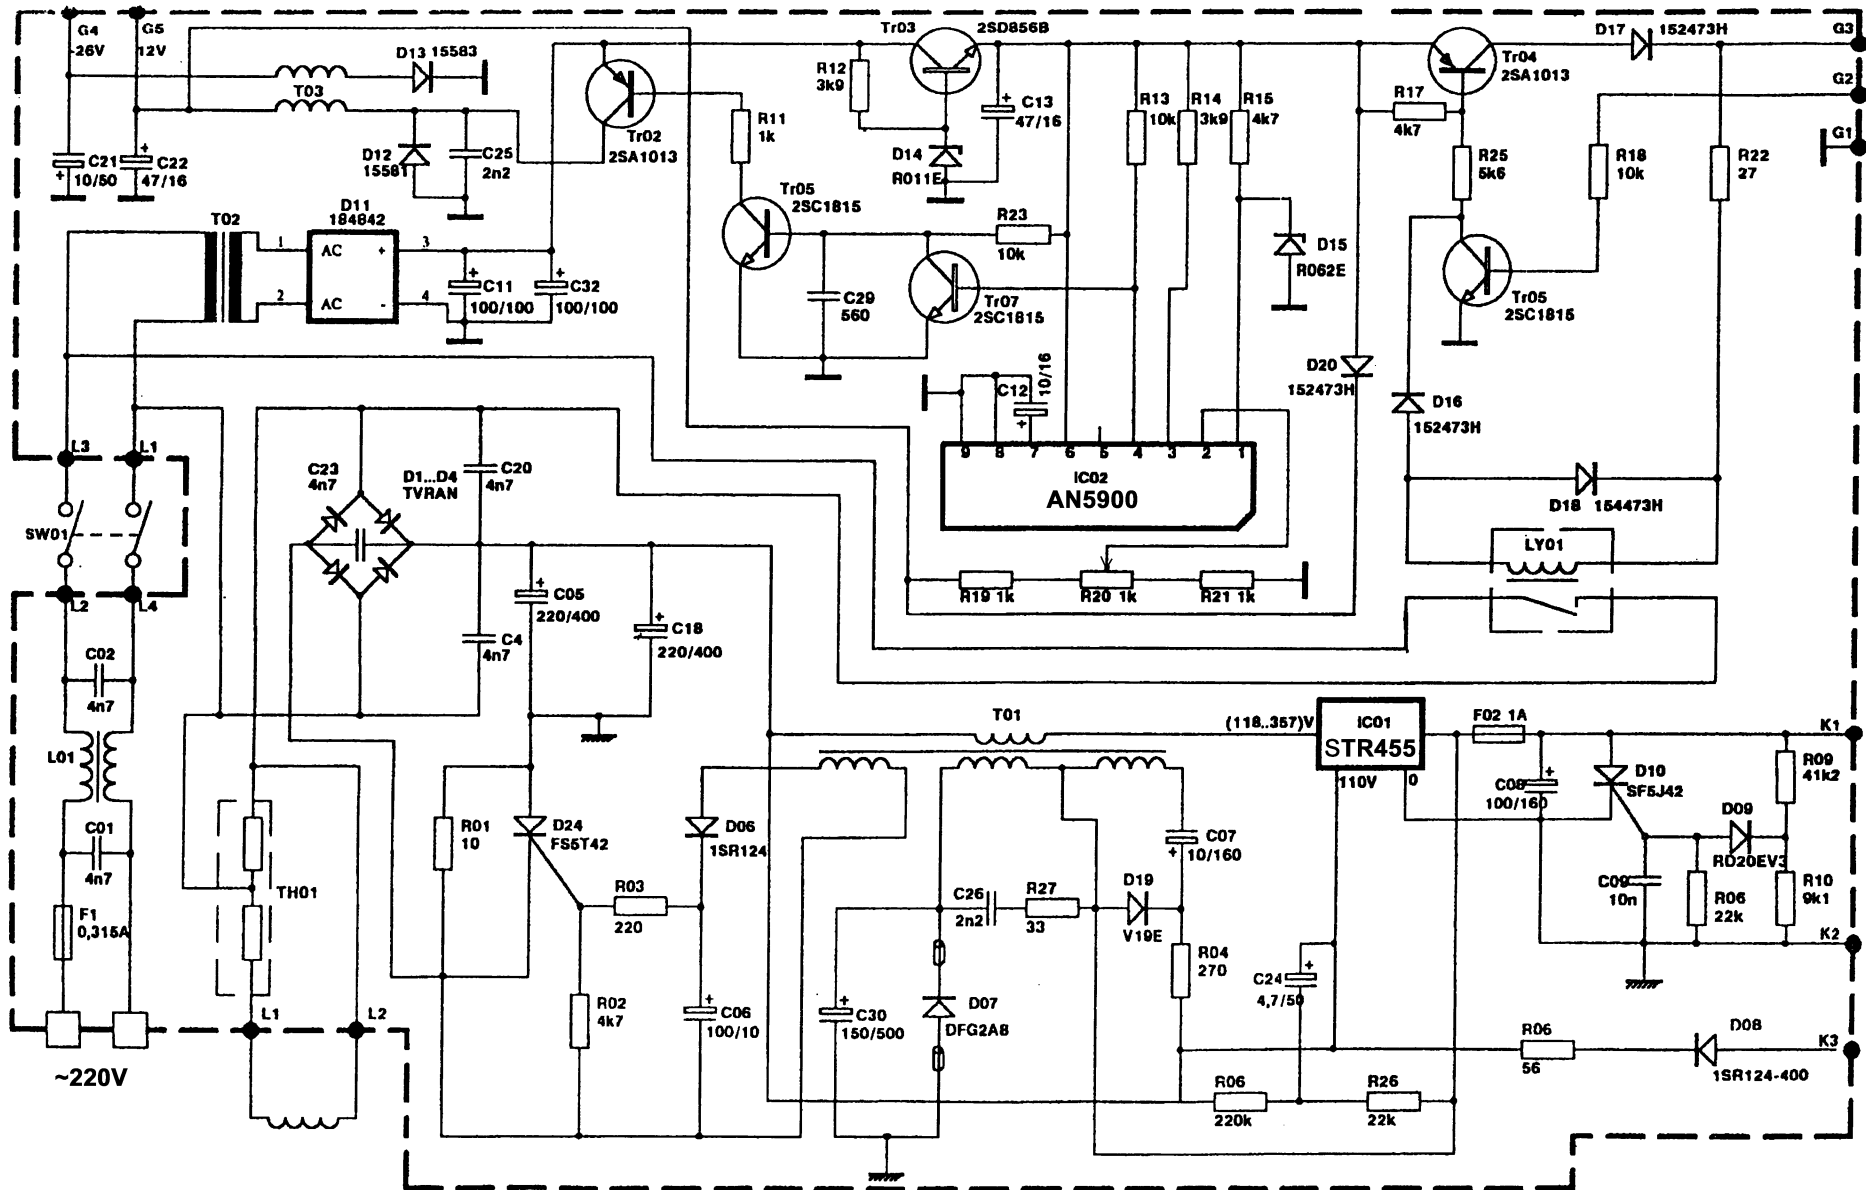 G4
-26V
G5
12V
D13 15583
T03
C21
10/50
C22
47/16
D12
15581
C25
2n2
Tr02
2SA1013
R11
1k
R12
3k9
Tr03
2SD856B
C13
47/16
D14
R011E
R13
10k
R14
3k9
R15
4k7
Tr04
2SA1013
R17
4k7
D17
152473H
G3
G2
G1
R25
5k6
R18
10k
R22
27
T02
D11
184842
1
AC
+
3
2
AC
-
4
C11
100/100
C32
100/100
Tr05
2SC1815
R23
10k
C29
560
Tr07
2SC1815
D15
R062E
Tr05
2SC1815
D20
152473H
D16
152473H
D18 154473H
C12
10/16
9 8 7 6 5 4 3 2 1
IC02
AN5900
L3
L1
SW01
L2
L4
C23
4n7
D1...D4
TVRAN
C20
4n7
C05
220/400
C4
4n7
C18
220/400
R19 1k
R20 1k
R21 1k
LY01
C02
4n7
L01
C01
4n7
F1
0,315A
TH01
L1
L2
~220V
R01
10
D24
FS5T42
D06
1SR124
R03
220
R02
4k7
C06
100/10
T01
(118..357)V
IC01
STR455
110V
0
F02 1A
K1
C08
100/160
D10
SF5J42
R09
41k2
D09
RD20EV3
C09
10n
R06
22k
R10
9k1
K2
C07
10/160
C26
2n2
R27
33
D19
V19E
R04
270
C24
4,7/50
C30
150/500
D07
DFG2A8
R06
220k
R26
22k
R06
56
D08
1SR124-400
K3